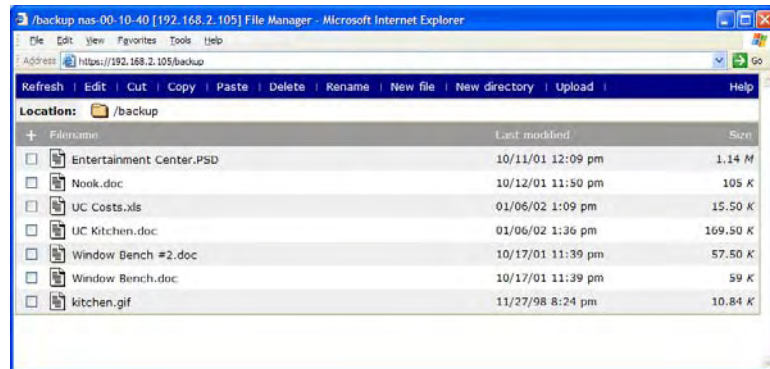 /backup nas-00-10-40 [192.168.2.105] File Manager - Microsoft Internet Explorer
File Edit View Favorites Tools Help
Address https://192.168.2.105/backup Go
Refresh | Edit | Cut | Copy | Paste | Delete | Rename | New file | New directory | Upload | Help
Location: /backup
+ Filename Last modified Size
Entertainment Center.PSD 10/11/01 12:09 pm 1.14 M
Nook.doc 10/12/01 11:50 pm 105 K
UC Costs.xls 01/06/02 1:09 pm 15.50 K
UC Kitchen.doc 01/06/02 1:36 pm 169.50 K
Window Bench #2.doc 10/17/01 11:39 pm 57.50 K
Window Bench.doc 10/17/01 11:39 pm 59 K
kitchen.gif 11/27/98 8:24 pm 10.84 K